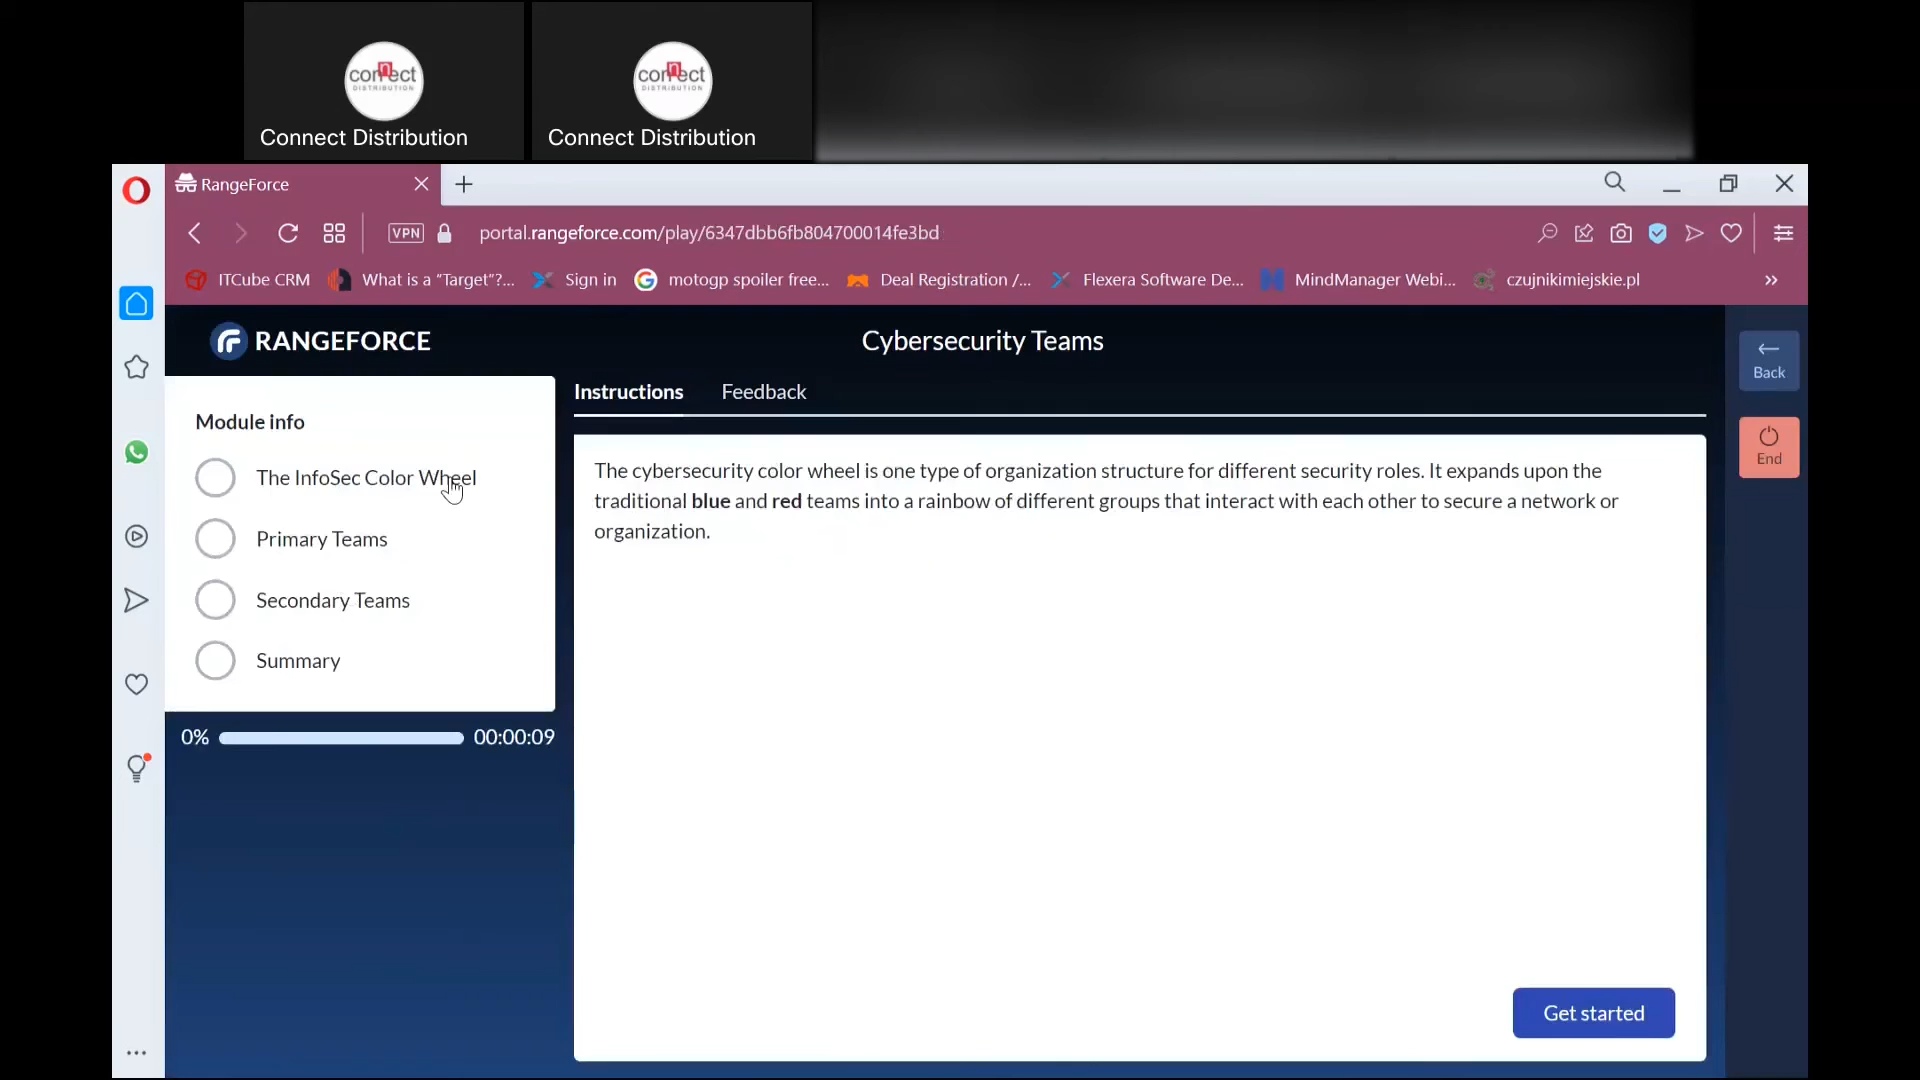 connect
DISTRIBUTION
Connect Distribution
connect
DISTRIBUTION
Connect Distribution
RangeForce
VPN
portal.rangeforce.com/play/6347dbb6fb804700014fe3bd
ITCube CRM
What is a “Target”?...
Sign in
motogp spoiler free...
Deal Registration /...
Flexera Software De...
MindManager Webi...
czujnikimiejskie.pl
RANGEFORCE
Cybersecurity Teams
Back
End
Module info
The InfoSec Color Wheel
Primary Teams
Secondary Teams
Summary
0%
00:00:09
Instructions
Feedback
The cybersecurity color wheel is one type of organization structure for different security roles. It expands upon the
traditional blue and red teams into a rainbow of different groups that interact with each other to secure a network or
organization.
Get started